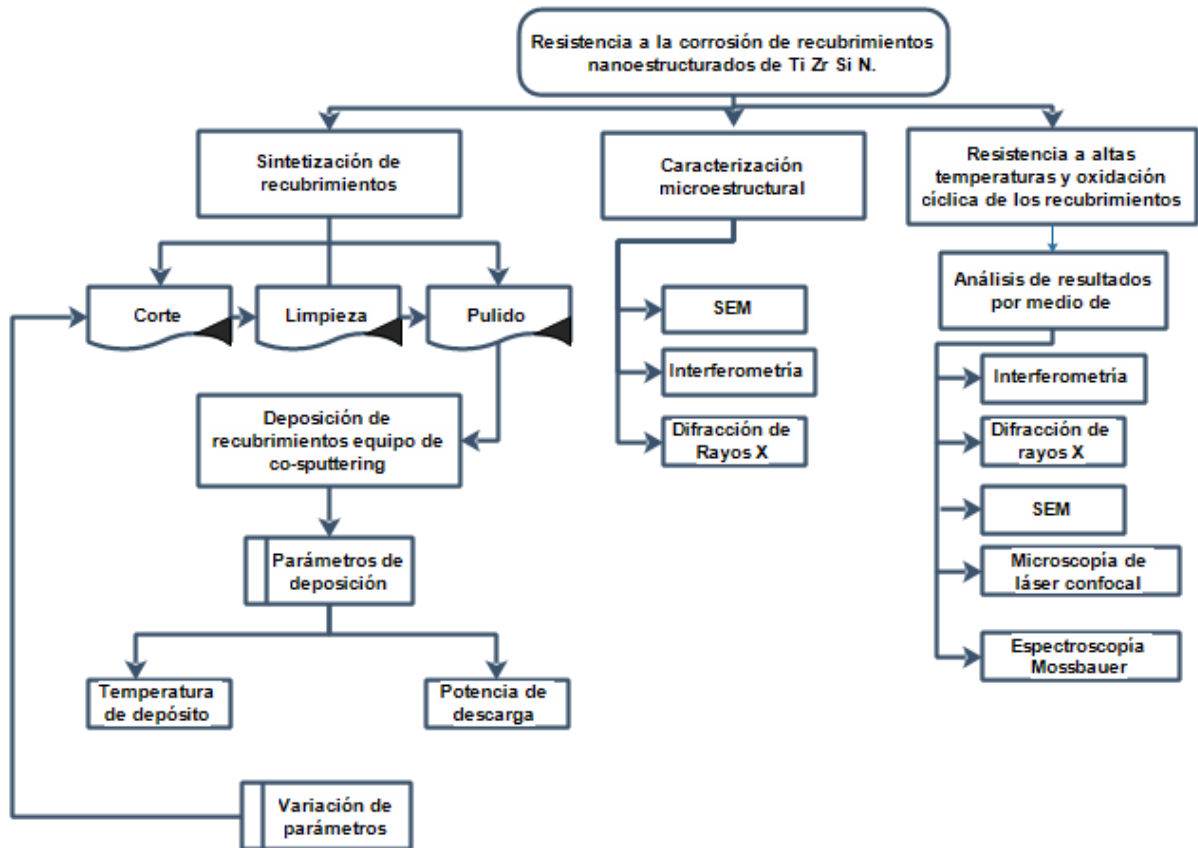 Resistencia a la corrosión de recubrimientos
nanoestructurados de Ti Zr Si N.
Sintetización de
recubrimientos
Caracterización
microestructural
Resistencia a altas
temperaturas y oxidación
cíclica de los recubrimientos
Corte
Limpieza
Pulido
Deposición de
recubrimientos equipo de
co-sputtering
Parámetros de
deposición
Temperatura
de depósito
Potencia de
descarga
Variación de
parámetros
SEM
Interferometría
Difracción de
Rayos X
Análisis de resultados
por medio de
Interferometría
Difracción de
rayos X
SEM
Microscopía de
láser confocal
Espectroscopía
Mossbauer